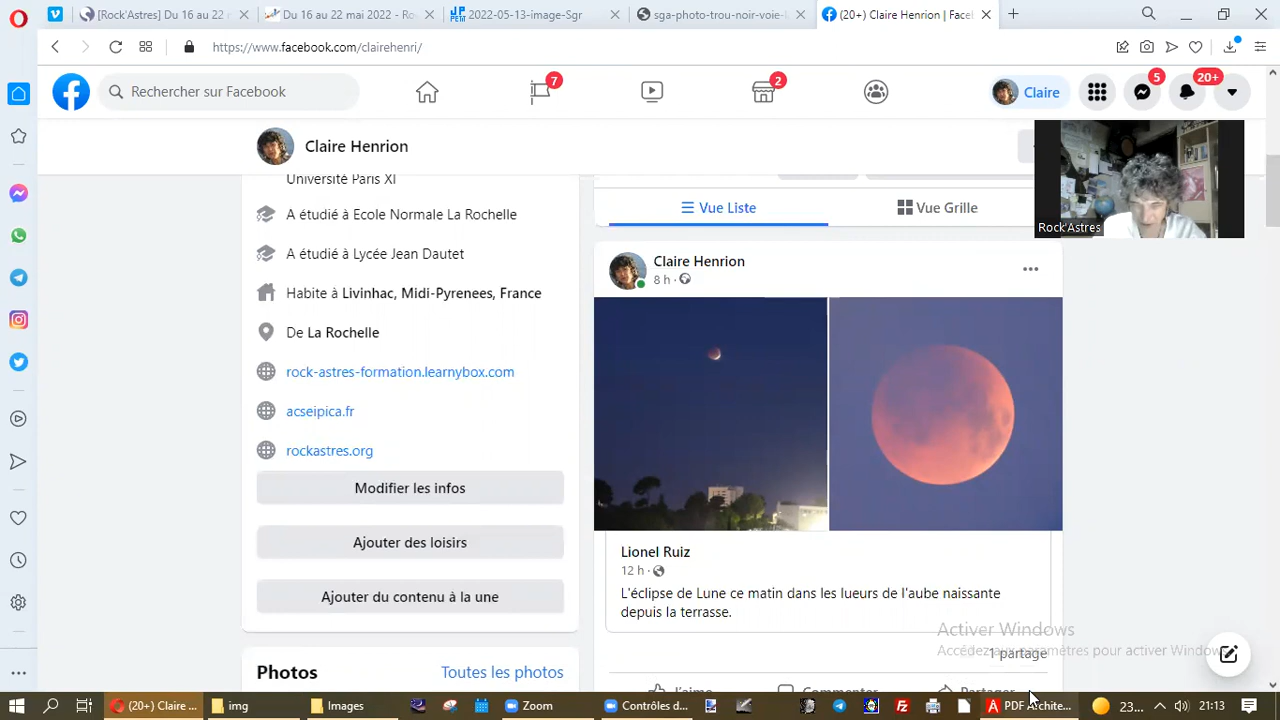 [Rock'Astres] Du 16 au 22 m
Du 16 au 22 mai 2022 - Ro
2022-05-13-image-Sgr
sga-photo-trou-noir-voie-
(20+) Claire Henrion | Face
https://www.facebook.com/clairehenri/
Rechercher sur Facebook
7
2
Claire
5
20+
Claire Henrion
Rock'Astres
Université Paris XI
A étudié à Ecole Normale La Rochelle
A étudié à Lycée Jean Dautet
Habite à Livinhac, Midi-Pyrenees, France
De La Rochelle
rock-astres-formation.learnybox.com
acseipica.fr
rockastres.org
Modifier les infos
Ajouter des loisirs
Ajouter du contenu à la une
Photos
Toutes les photos
Vue Liste
Vue Grille
Claire Henrion
8 h
Lionel Ruiz
12 h
L'éclipse de Lune ce matin dans les lueurs de l'aube naissante
depuis la terrasse.
1 partage
J'aime
Commenter
Partager
Activer Windows
Accédez aux paramètres pour activer Windows.
(20+) Claire ...
img
Images
Zoom
Contrôles d...
PDF Archite...
23...
21:13